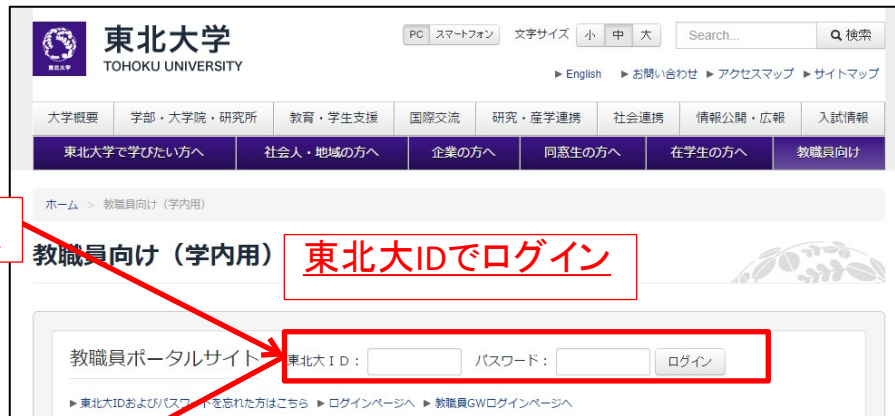 東北大学
TOHOKU UNIVERSITY
東北大学
PC スマートフォン 文字サイズ 小 中 大 Search... 検索
▶ English ▶ お問い合わせ ▶ アクセスマップ ▶ サイトマップ
大学概要 学部・大学院・研究所 教育・学生支援 国際交流 研究・産学連携 社会連携 情報公開・広報 入試情報
東北大学で学びたい方へ 社会人・地域の方へ 企業の方へ 同窓生の方へ 在学生の方へ 教職員向け
ホーム > 教職員向け（学内用）
教職員向け（学内用）
東北大IDでログイン
教職員ポータルサイト 東北大ＩＤ： パスワード： ログイン
▶ 東北大IDおよびパスワードを忘れた方はこちら ▶ ログインページへ ▶ 教職員GWログインページへ